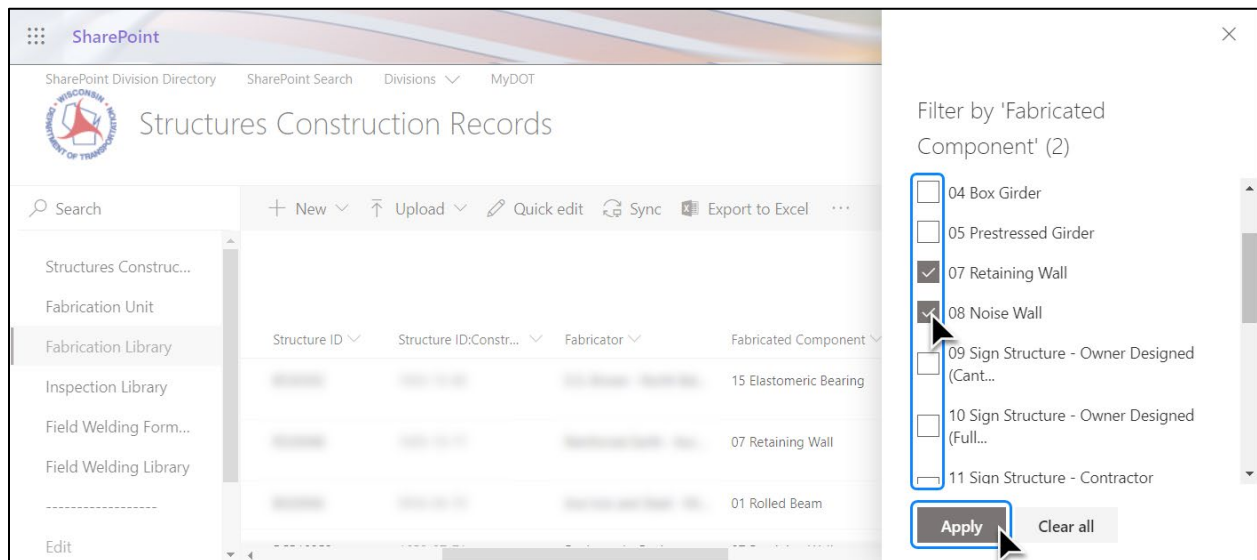 SharePoint
SharePoint Division Directory SharePoint Search Divisions MyDOT
WISCONSIN
DEPARTMENT OF TRANSPORTATION
Structures Construction Records
Search
New Upload Quick edit Sync Export to Excel ...
Structures Construc...
Fabrication Unit
Fabrication Library
Inspection Library
Field Welding Form...
Field Welding Library
-----------------
Edit
Structure ID Structure ID:Constr... Fabricator Fabricated Component
15 Elastomeric Bearing
07 Retaining Wall
01 Rolled Beam
Filter by 'Fabricated
Component' (2)
04 Box Girder
05 Prestressed Girder
07 Retaining Wall
08 Noise Wall
09 Sign Structure - Owner Designed
(Cant...
10 Sign Structure - Owner Designed
(Full...
11 Sign Structure - Contractor
Apply Clear all